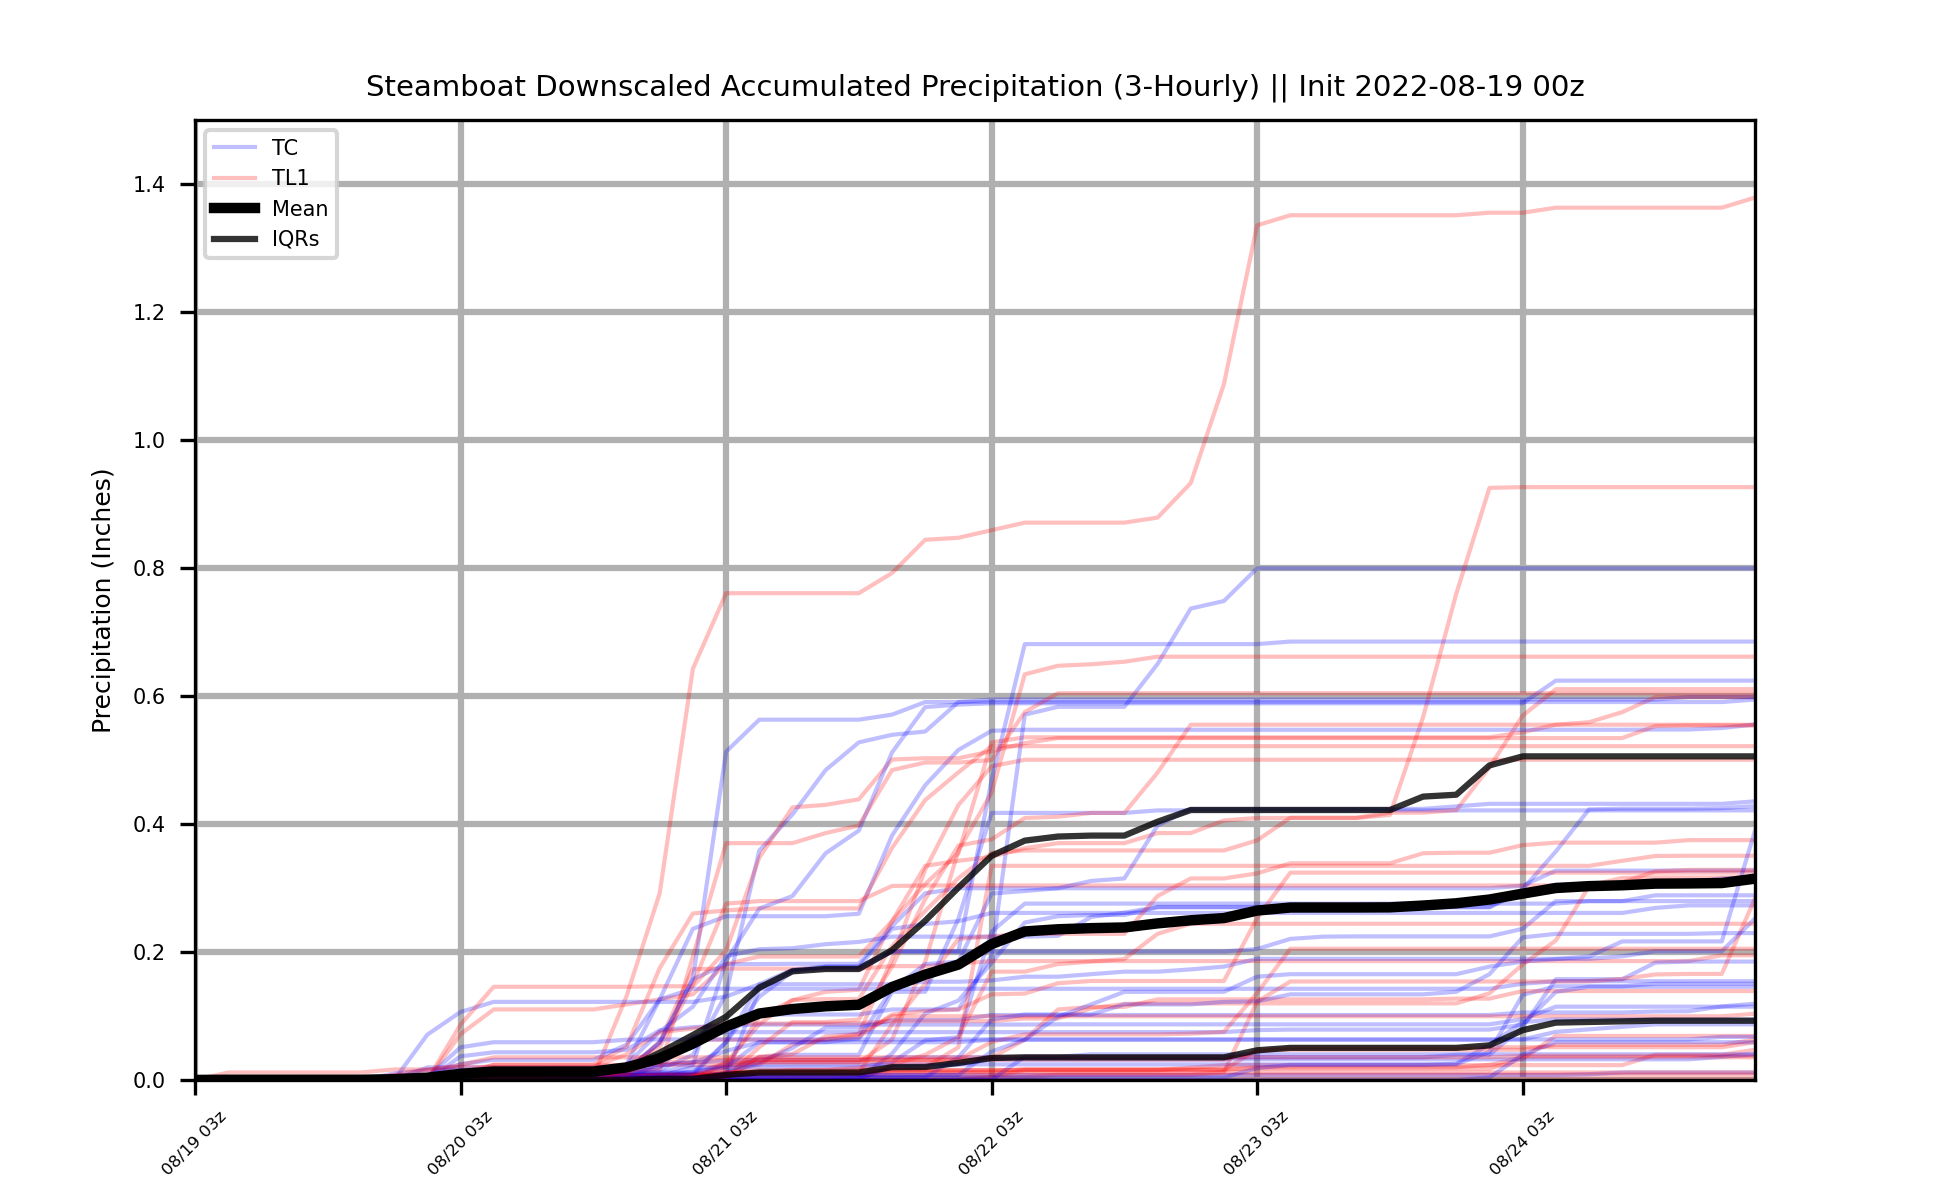 Steamboat Downscaled Accumulated Precipitation (3-Hourly) || Init 2022-08-19 00z
TC
TL1
Mean
IQRs
Precipitation (Inches)
1.4
1.2
1.0
0.8
0.6
0.4
0.2
0.0
08/19 03z
08/20 03z
08/21 03z
08/22 03z
08/23 03z
08/24 03z